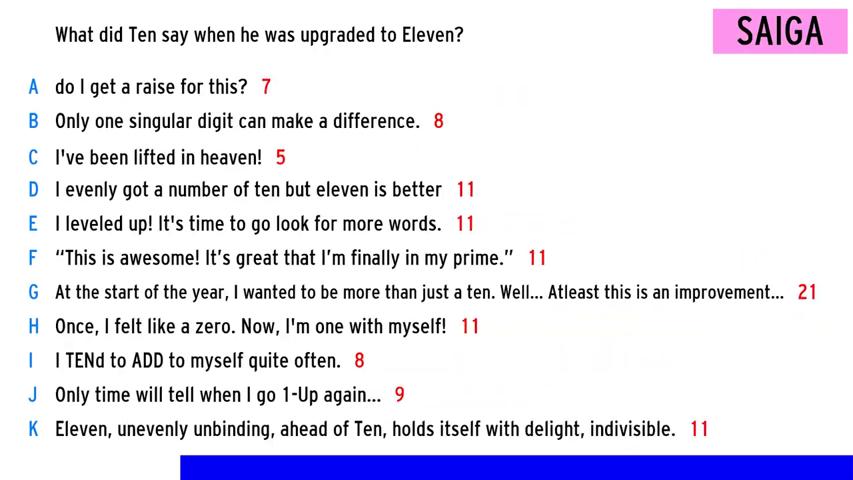 What did Ten say when he was upgraded to Eleven?
SAIGA
A do I get a raise for this? 7
B Only one singular digit can make a difference. 8
C I've been lifted in heaven! 5
D I evenly got a number of ten but eleven is better 11
E I leveled up! It's time to go look for more words. 11
F “This is awesome! It’s great that I’m finally in my prime.” 11
G At the start of the year, I wanted to be more than just a ten. Well... Atleast this is an improvement... 21
H Once, I felt like a zero. Now, I'm one with myself! 11
I I TENd to ADD to myself quite often. 8
J Only time will tell when I go 1-Up again... 9
K Eleven, unevenly unbinding, ahead of Ten, holds itself with delight, indivisible. 11